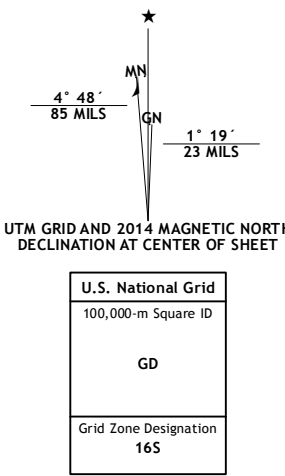 ★
MN
GN
4° 48´
85 MILS
1° 19´
23 MILS
UTM GRID AND 2014 MAGNETIC NORTH
DECLINATION AT CENTER OF SHEET
U.S. National Grid
100,000-m Square ID
GD
Grid Zone Designation
16S